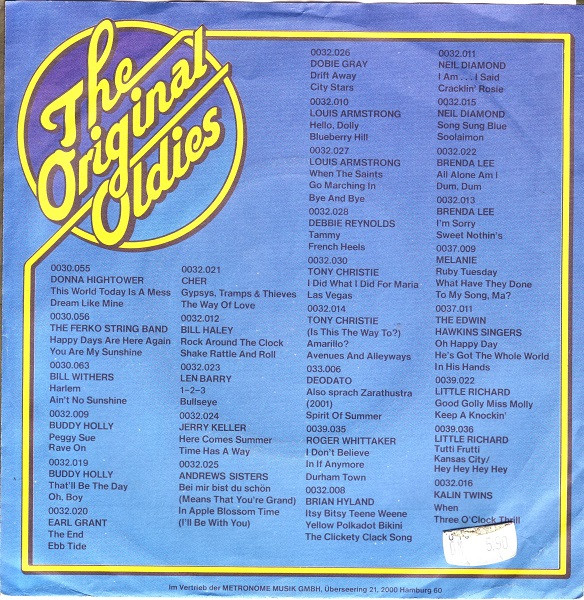 The
Original
Oldies
0030.055
DONNA HIGHTOWER
This World Today Is a Mess
Dream Like Mine
0030.056
THE FERKO STRING BAND
Happy Days Are Here Again
You Are My Sunshine
0030.063
BILL WITHERS
Harlem
Ain't No Sunshine
0032.009
BUDDY HOLLY
Peggy Sue
Rave On
0032.019
BUDDY HOLLY
That'll Be The Day
Oh, Boy
0032.020
EARL GRANT
The End
Ebb Tide
0032.021
CHER
Gypsys, Tramps & Thieves
The Way Of Love
0032.012
BILL HALEY
Rock Around The Clock
Shake Rattle And Roll
0032.023
LEN BARRY
1–2–3
Bullseye
0032.024
JERRY KELLER
Here Comes Summer
Time Has A Way
0032.025
ANDREWS SISTERS
Bei mir bist du schön
(Means That You're Grand)
In Apple Blossom Time
(I'll Be With You)
0032.026
DOBIE GRAY
Drift Away
City Stars
0032.010
LOUIS ARMSTRONG
Hello, Dolly
Blueberry Hill
0032.027
LOUIS ARMSTRONG
When The Saints
Go Marching In
Bye And Bye
0032.028
DEBBIE REYNOLDS
Tammy
French Heels
0032.030
TONY CHRISTIE
I Did What I Did For Maria
Las Vegas
0032.014
TONY CHRISTIE
(Is This The Way To?)
Amarillo?
Avenues And Alleyways
033.006
DEODATO
Also sprach Zarathustra
(2001)
Spirit Of Summer
0039.035
ROGER WHITTAKER
I Don't Believe
In If Anymore
Durham Town
0032.008
BRIAN HYLAND
Itsy Bitsy Teene Weene
Yellow Polkadot Bikini
The Clickety Clack Song
0032.011
NEIL DIAMOND
I Am . . . I Said
Cracklin' Rosie
0032.015
NEIL DIAMOND
Song Sung Blue
Soolaimon
0032.022
BRENDA LEE
All Alone Am I
Dum, Dum
0032.013
BRENDA LEE
I'm Sorry
Sweet Nothin's
0037.009
MELANIE
Ruby Tuesday
What Have They Done
To My Song, Ma?
0037.011
THE EDWIN
HAWKINS SINGERS
Oh Happy Day
He's Got The Whole World
In His Hands
0039.022
LITTLE RICHARD
Good Golly Miss Molly
Keep A Knockin'
0039.036
LITTLE RICHARD
Tutti Frutti
Kansas City/
Hey Hey Hey Hey
0032.016
KALIN TWINS
When
Three O'Clock Thrill
Im Vertrieb der METRONOME MUSIK GMBH, Überseering 21, 2000 Hamburg 60